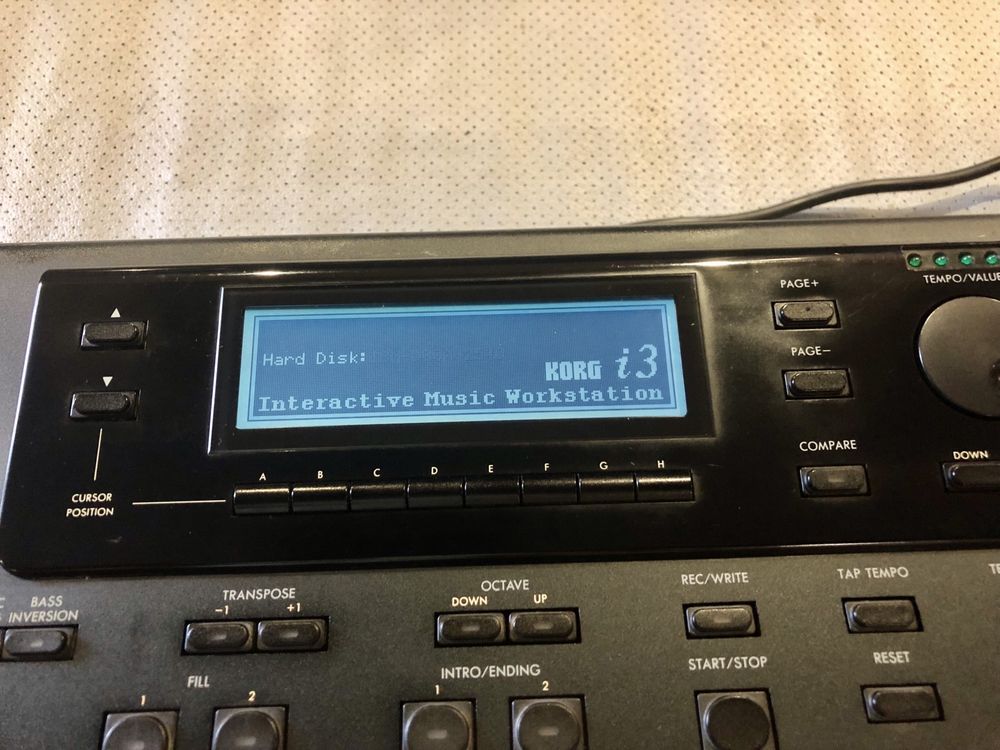 PAGE+
TEMPO/VALUE
Hard Disk:
KORG i3
Interactive Music Workstation
PAGE-
COMPARE
DOWN
A B C D E F G H
CURSOR
POSITION
BASS
INVERSION
TRANSPOSE
-1 +1
OCTAVE
DOWN UP
REC/WRITE
TAP TEMPO
FILL
1 2
INTRO/ENDING
1 2
START/STOP
RESET